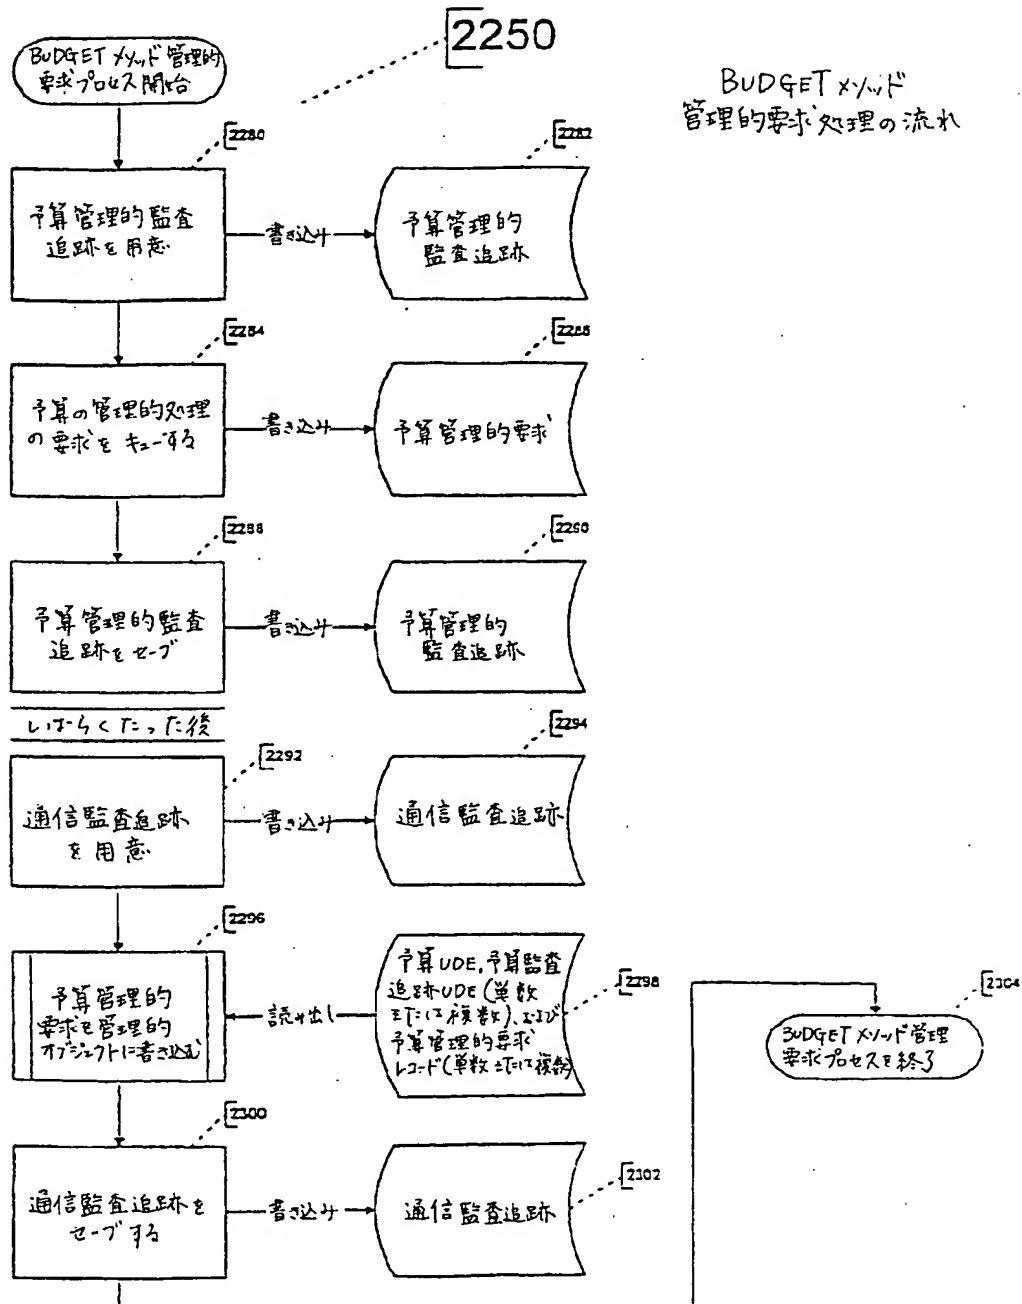 2250
BUDGET メソッド 管理的
要求プロセス開始
BUDGET メソッド
管理的要求処理の流れ
2280
2282
予算管理的監査
追跡を用意
書き込み
予算管理的
監査追跡
2284
2286
予算の管理的処理
の要求をキューする
書き込み
予算管理的要求
2288
2290
予算管理的監査
追跡をセーブ
書き込み
予算管理的
監査追跡
しばらくたった後
2292
2294
通信監査追跡
を用意
書き込み
通信監査追跡
2296
2298
予算管理的
要求を管理的
オブジェクトに書き込む
読み出し
予算UDE,予算監査
追跡UDE(単数
または複数)、および
予算管理的要求
レコード(単数または複数)
2304
BUDGETメソッド管理
要求プロセスを終了
2300
2302
通信監査追跡を
セーブする
書き込み
通信監査追跡